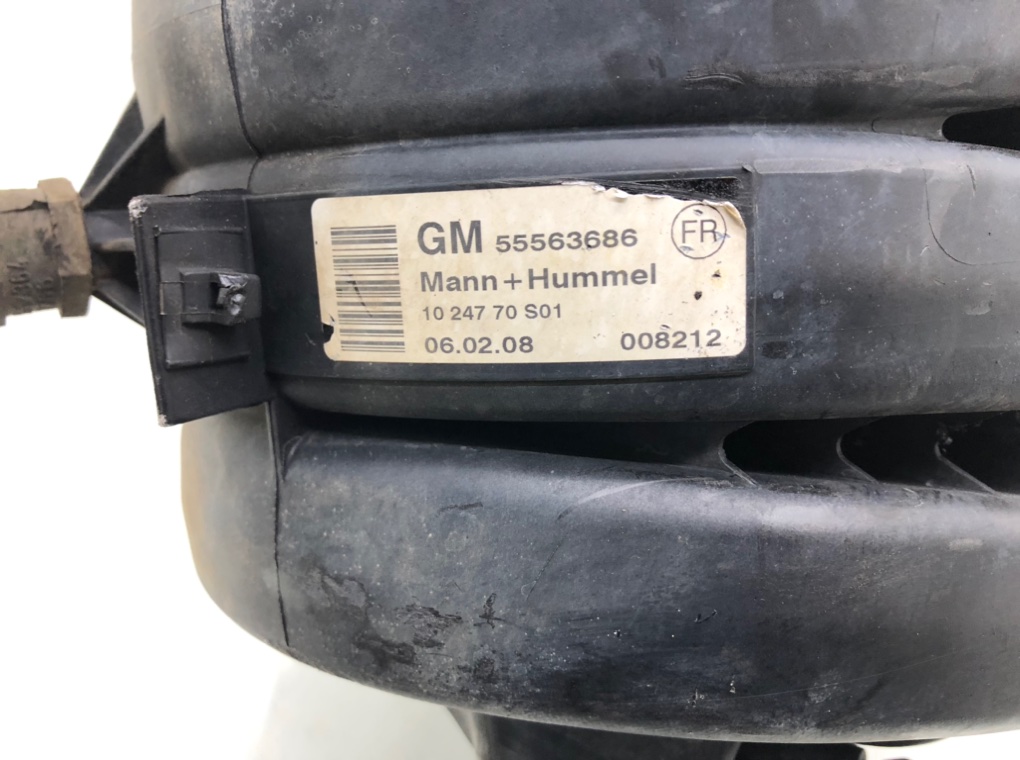 GM 55563686 FR
Mann+Hummel
10 247 70 S01
06.02.08 008212